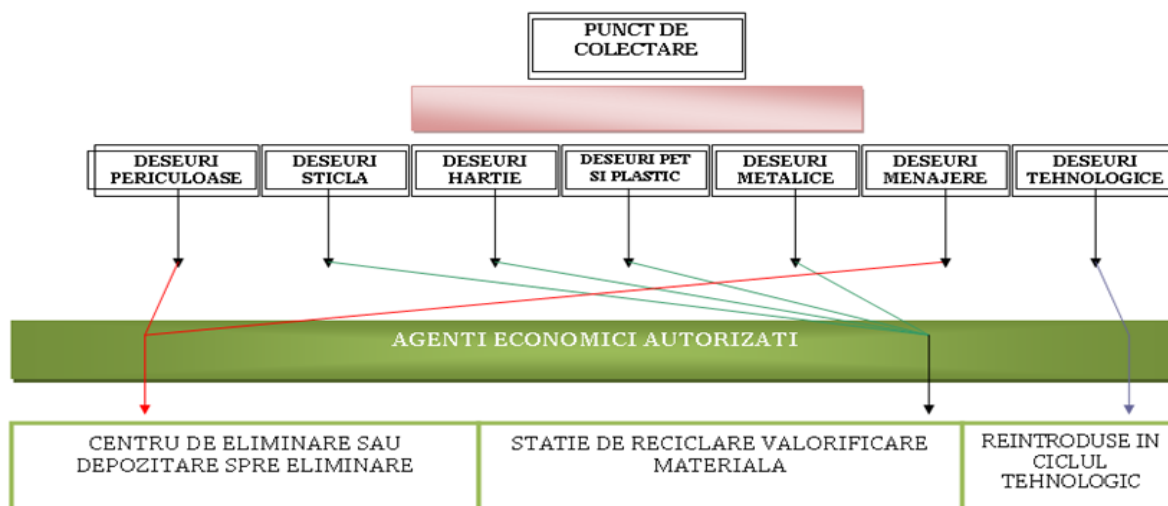 PUNCT DE
COLECTARE
DESEURI
PERICULOASE
DESEURI
STICLA
DESEURI
HARTIE
DESEURI PET
SI PLASTIC
DESEURI
METALICE
DESEURI
MENAJERE
DESEURI
TEHNOLOGICE
AGENTI ECONOMICI AUTORIZATI
CENTRU DE ELIMINARE SAU
DEPOZITARE SPRE ELIMINARE
STATIE DE RECICLARE VALORIFICARE
MATERIALA
REINTRODUSE IN
CICLUL
TEHNOLOGIC